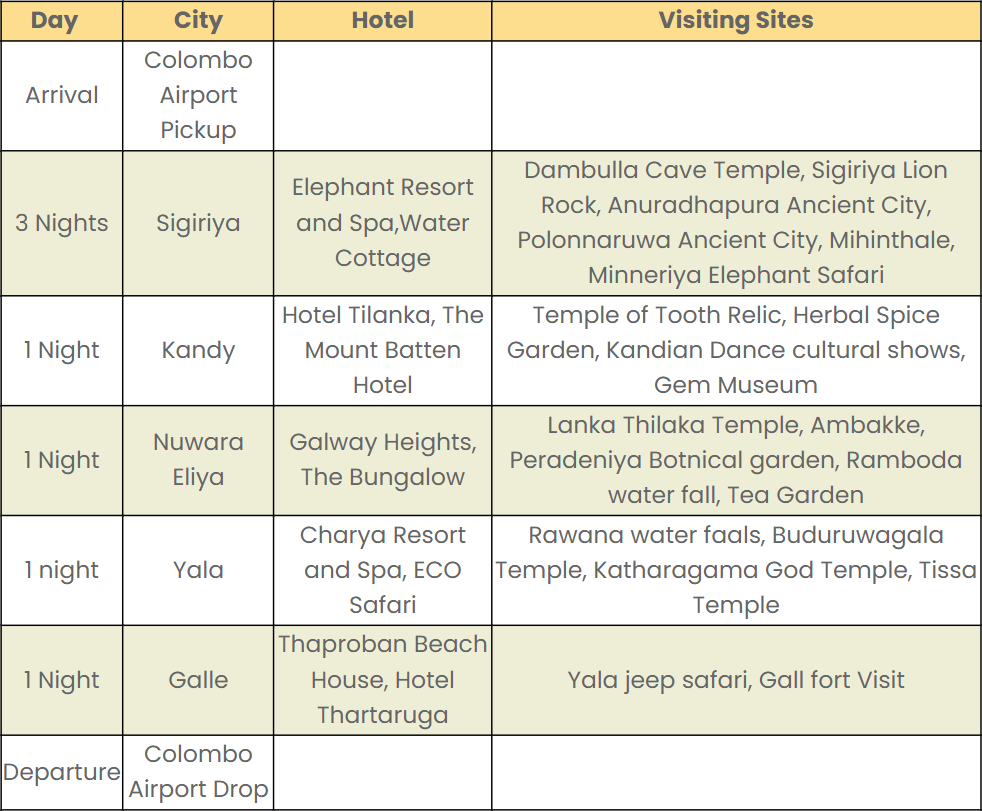 Day City Hotel Visiting Sites
Arrival
Colombo
Airport
Pickup
3 Nights
Sigiriya
Elephant Resort
and Spa,Water
Cottage
Dambulla Cave Temple, Sigiriya Lion
Rock, Anuradhapura Ancient City,
Polonnaruwa Ancient City, Mihinthale,
Minneriya Elephant Safari
1 Night
Kandy
Hotel Tilanka, The
Mount Batten
Hotel
Temple of Tooth Relic, Herbal Spice
Garden, Kandian Dance cultural shows,
Gem Museum
1 Night
Nuwara
Eliya
Galway Heights,
The Bungalow
Lanka Thilaka Temple, Ambakke,
Peradeniya Botnical garden, Ramboda
water fall, Tea Garden
1 night
Yala
Charya Resort
and Spa, ECO
Safari
Rawana water faals, Buduruwagala
Temple, Katharagama God Temple, Tissa
Temple
1 Night
Galle
Thaproban Beach
House, Hotel
Thartaruga
Yala jeep safari, Gall fort Visit
Departure
Colombo
Airport Drop